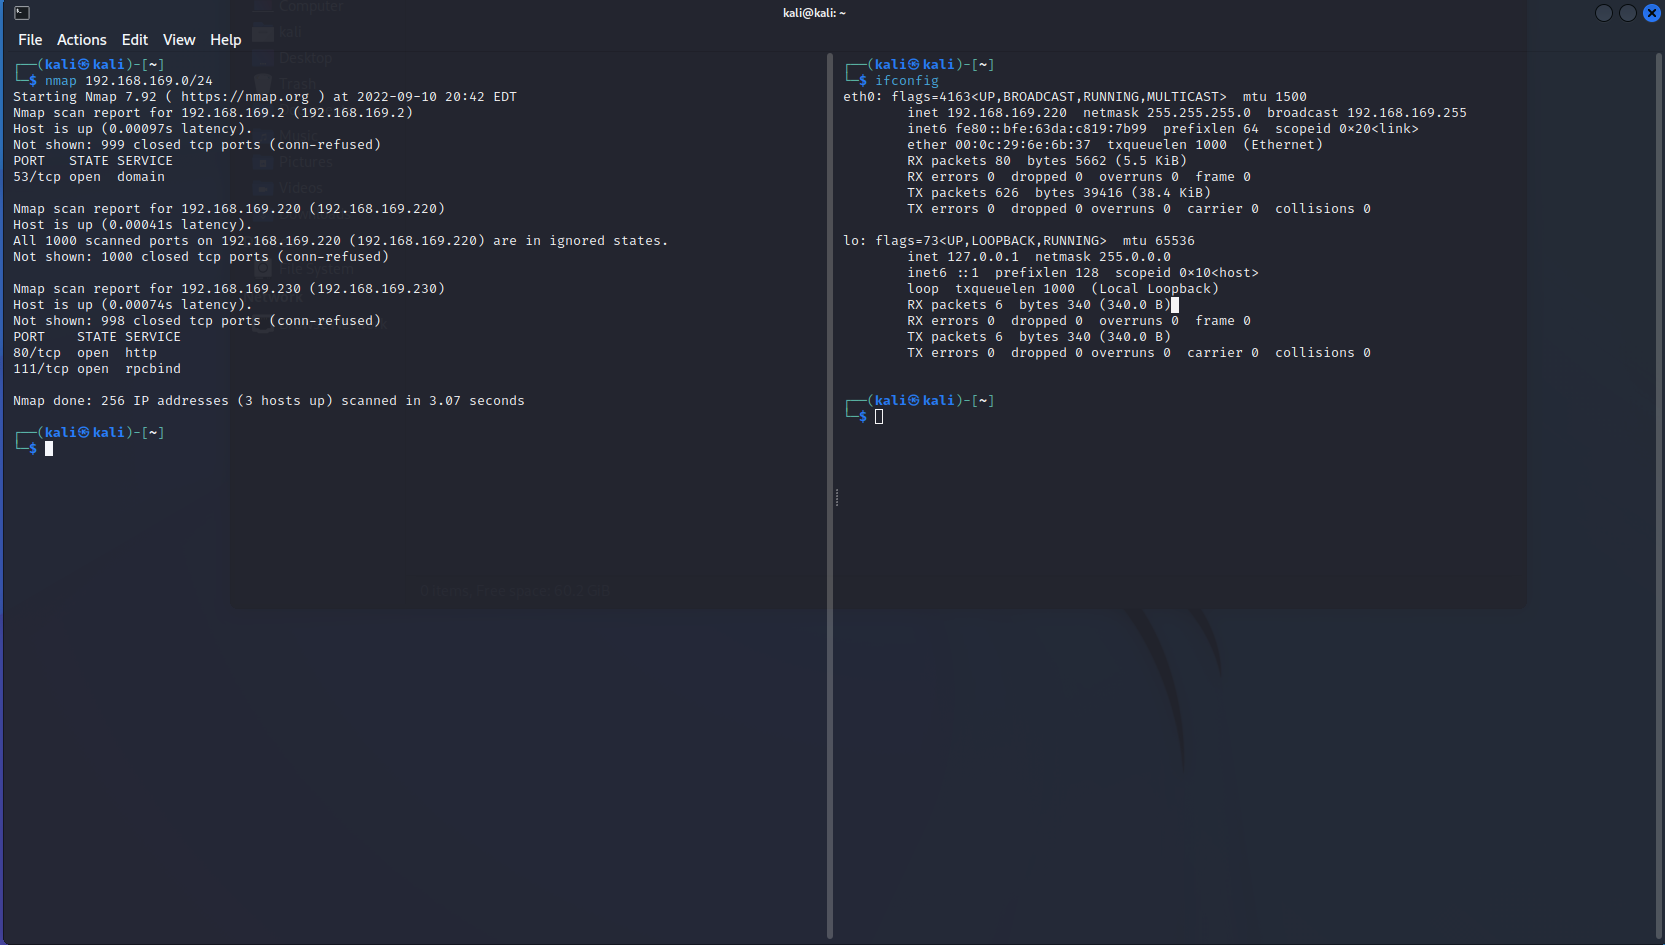 kali@kali: ~
File Actions Edit View Help
┌──(kali㉿kali)-[~]
└─$ nmap 192.168.169.0/24
Starting Nmap 7.92 ( https://nmap.org ) at 2022-09-10 20:42 EDT
Nmap scan report for 192.168.169.2 (192.168.169.2)
Host is up (0.00097s latency).
Not shown: 999 closed tcp ports (conn-refused)
PORT   STATE SERVICE
53/tcp open  domain
Nmap scan report for 192.168.169.220 (192.168.169.220)
Host is up (0.00041s latency).
All 1000 scanned ports on 192.168.169.220 (192.168.169.220) are in ignored states.
Not shown: 1000 closed tcp ports (conn-refused)
Nmap scan report for 192.168.169.230 (192.168.169.230)
Host is up (0.00074s latency).
Not shown: 998 closed tcp ports (conn-refused)
PORT    STATE SERVICE
80/tcp  open  http
111/tcp open  rpcbind
Nmap done: 256 IP addresses (3 hosts up) scanned in 3.07 seconds
┌──(kali㉿kali)-[~]
└─$
┌──(kali㉿kali)-[~]
└─$ ifconfig
eth0: flags=4163<UP,BROADCAST,RUNNING,MULTICAST>  mtu 1500
inet 192.168.169.220  netmask 255.255.255.0  broadcast 192.168.169.255
inet6 fe80::bfe:63da:c819:7b99  prefixlen 64  scopeid 0×20<link>
ether 00:0c:29:6e:6b:37  txqueuelen 1000  (Ethernet)
RX packets 80  bytes 5662 (5.5 KiB)
RX errors 0  dropped 0  overruns 0  frame 0
TX packets 626  bytes 39416 (38.4 KiB)
TX errors 0  dropped 0 overruns 0  carrier 0  collisions 0
lo: flags=73<UP,LOOPBACK,RUNNING>  mtu 65536
inet 127.0.0.1  netmask 255.0.0.0
inet6 ::1  prefixlen 128  scopeid 0×10<host>
loop  txqueuelen 1000  (Local Loopback)
RX packets 6  bytes 340 (340.0 B)
RX errors 0  dropped 0  overruns 0  frame 0
TX packets 6  bytes 340 (340.0 B)
TX errors 0  dropped 0 overruns 0  carrier 0  collisions 0
┌──(kali㉿kali)-[~]
└─$
Computer
kali
Desktop
Trash
Pictures
Videos
File System
Network